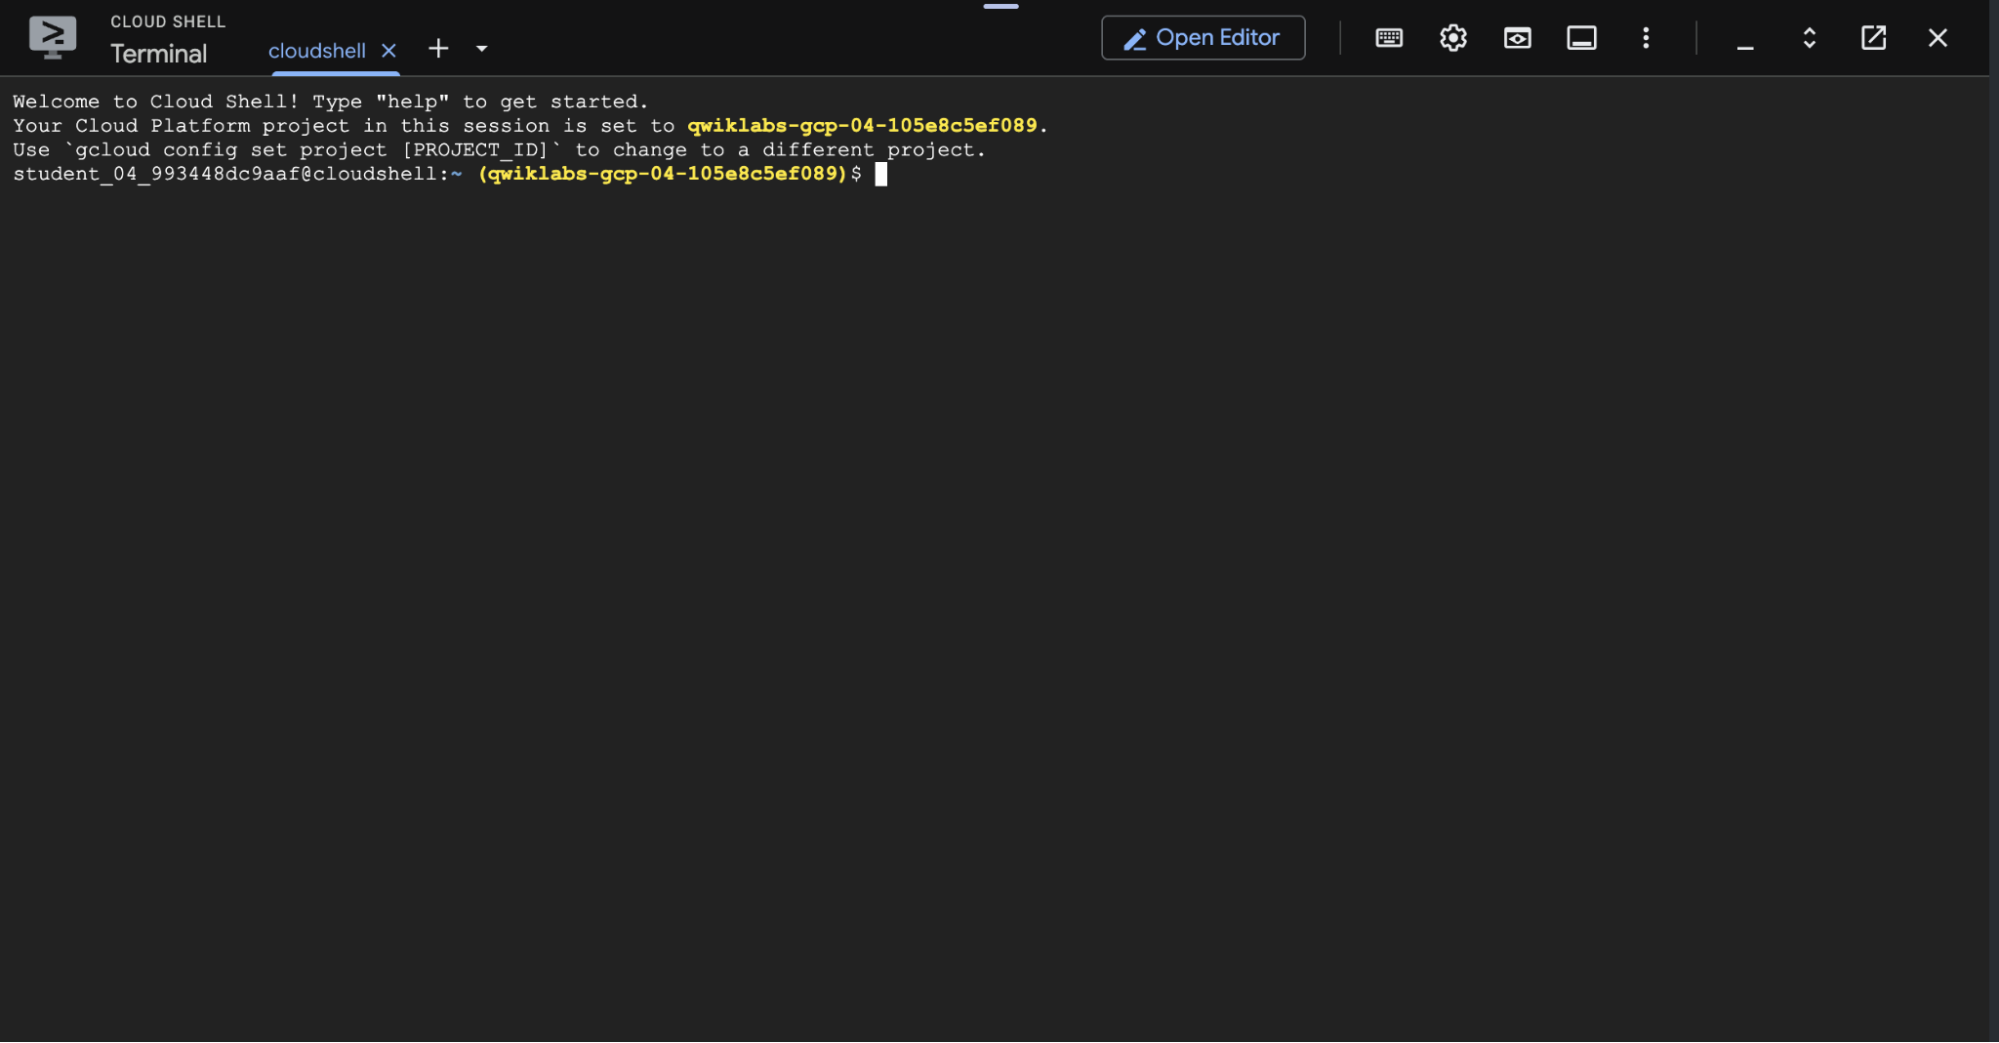 CLOUD SHELL
Terminal
cloudshell
Open Editor
Welcome to Cloud Shell! Type "help" to get started.
Your Cloud Platform project in this session is set to qwiklabs-gcp-04-105e8c5ef089.
Use `gcloud config set project [PROJECT_ID]` to change to a different project.
student_04_993448dc9aaf@cloudshell:~ (qwiklabs-gcp-04-105e8c5ef089)$